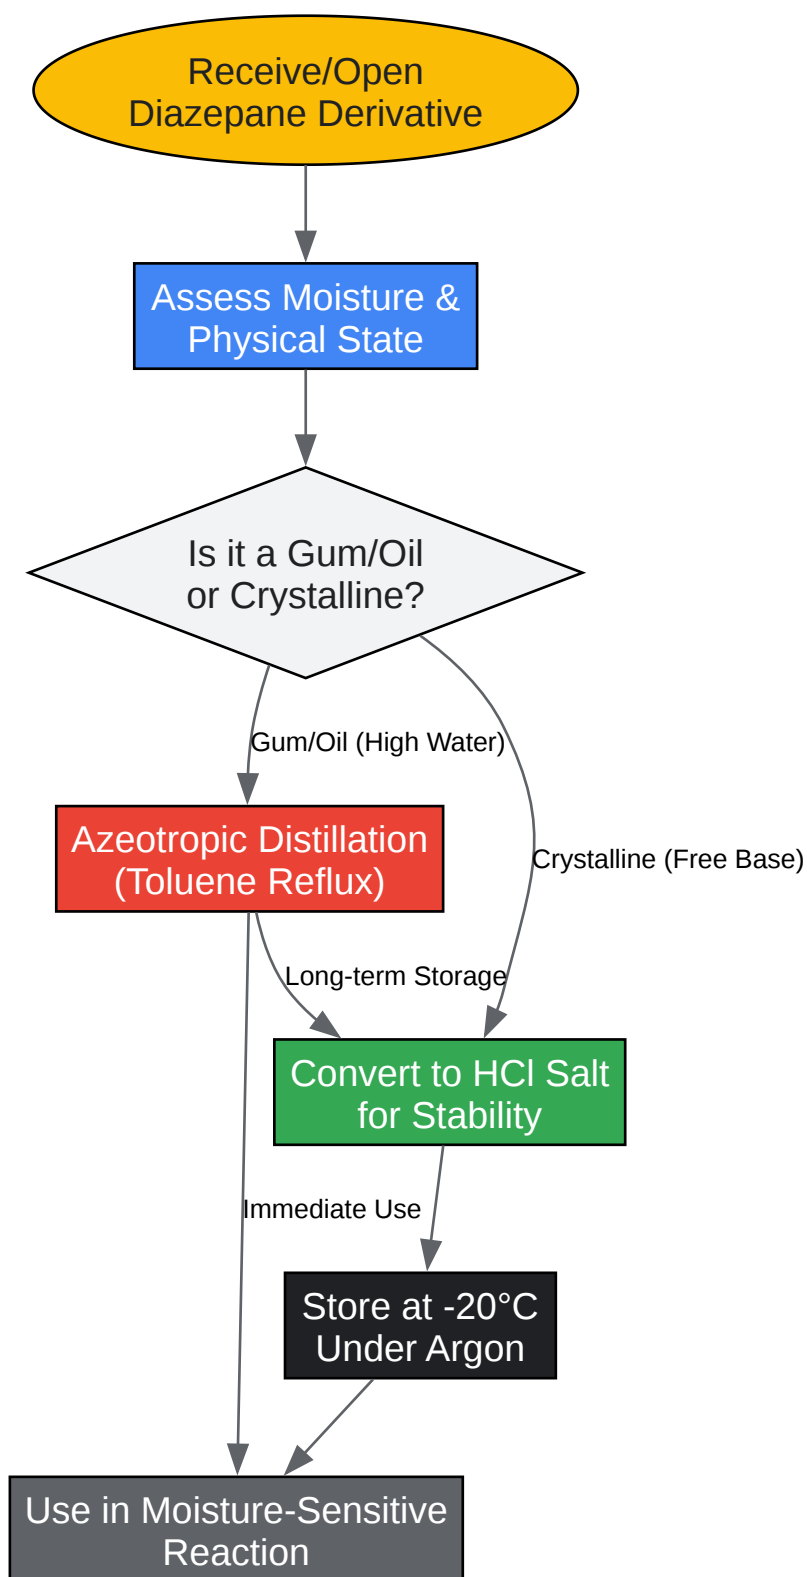 Receive/Open
Diazepane Derivative
Assess Moisture &
Physical State
Is it a Gum/Oil
or Crystalline?
Gum/Oil (High Water)
Azeotropic Distillation
(Toluene Reflux)
Crystalline (Free Base)
Long-term Storage
Convert to HCl Salt
for Stability
Immediate Use
Store at -20°C
Under Argon
Use in Moisture-Sensitive
Reaction